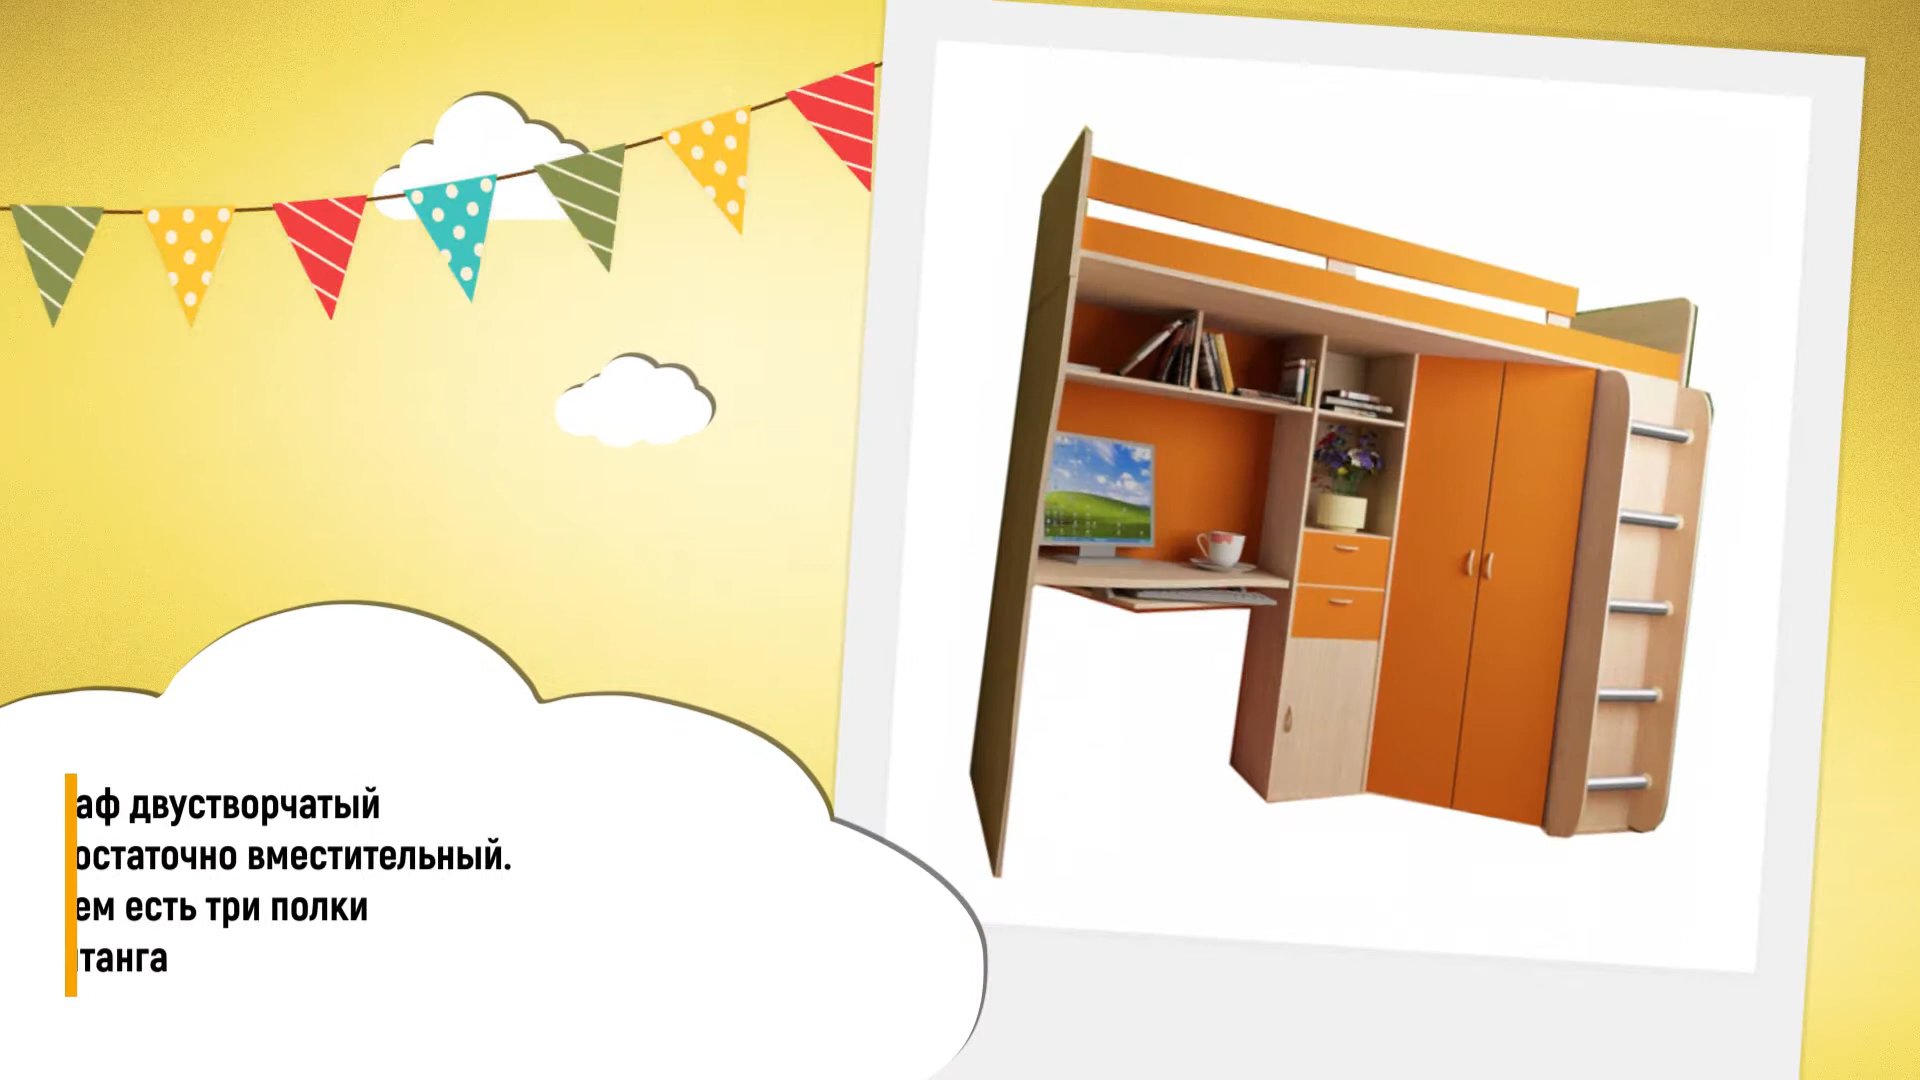 аф двустворчатый
остаточно вместительный.
ем есть три полки
танга